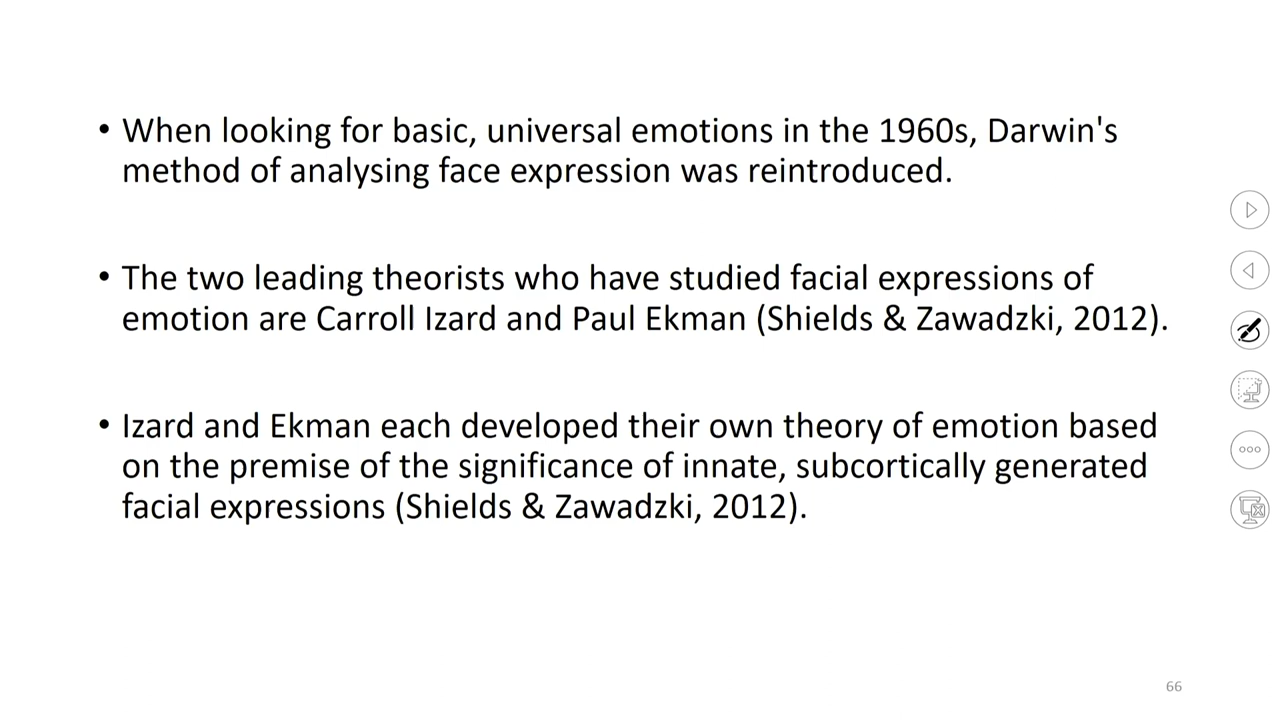 • When looking for basic, universal emotions in the 1960s, Darwin's
method of analysing face expression was reintroduced.
• The two leading theorists who have studied facial expressions of
emotion are Carroll Izard and Paul Ekman (Shields & Zawadzki, 2012).
• Izard and Ekman each developed their own theory of emotion based
on the premise of the significance of innate, subcortically generated
facial expressions (Shields & Zawadzki, 2012).
66